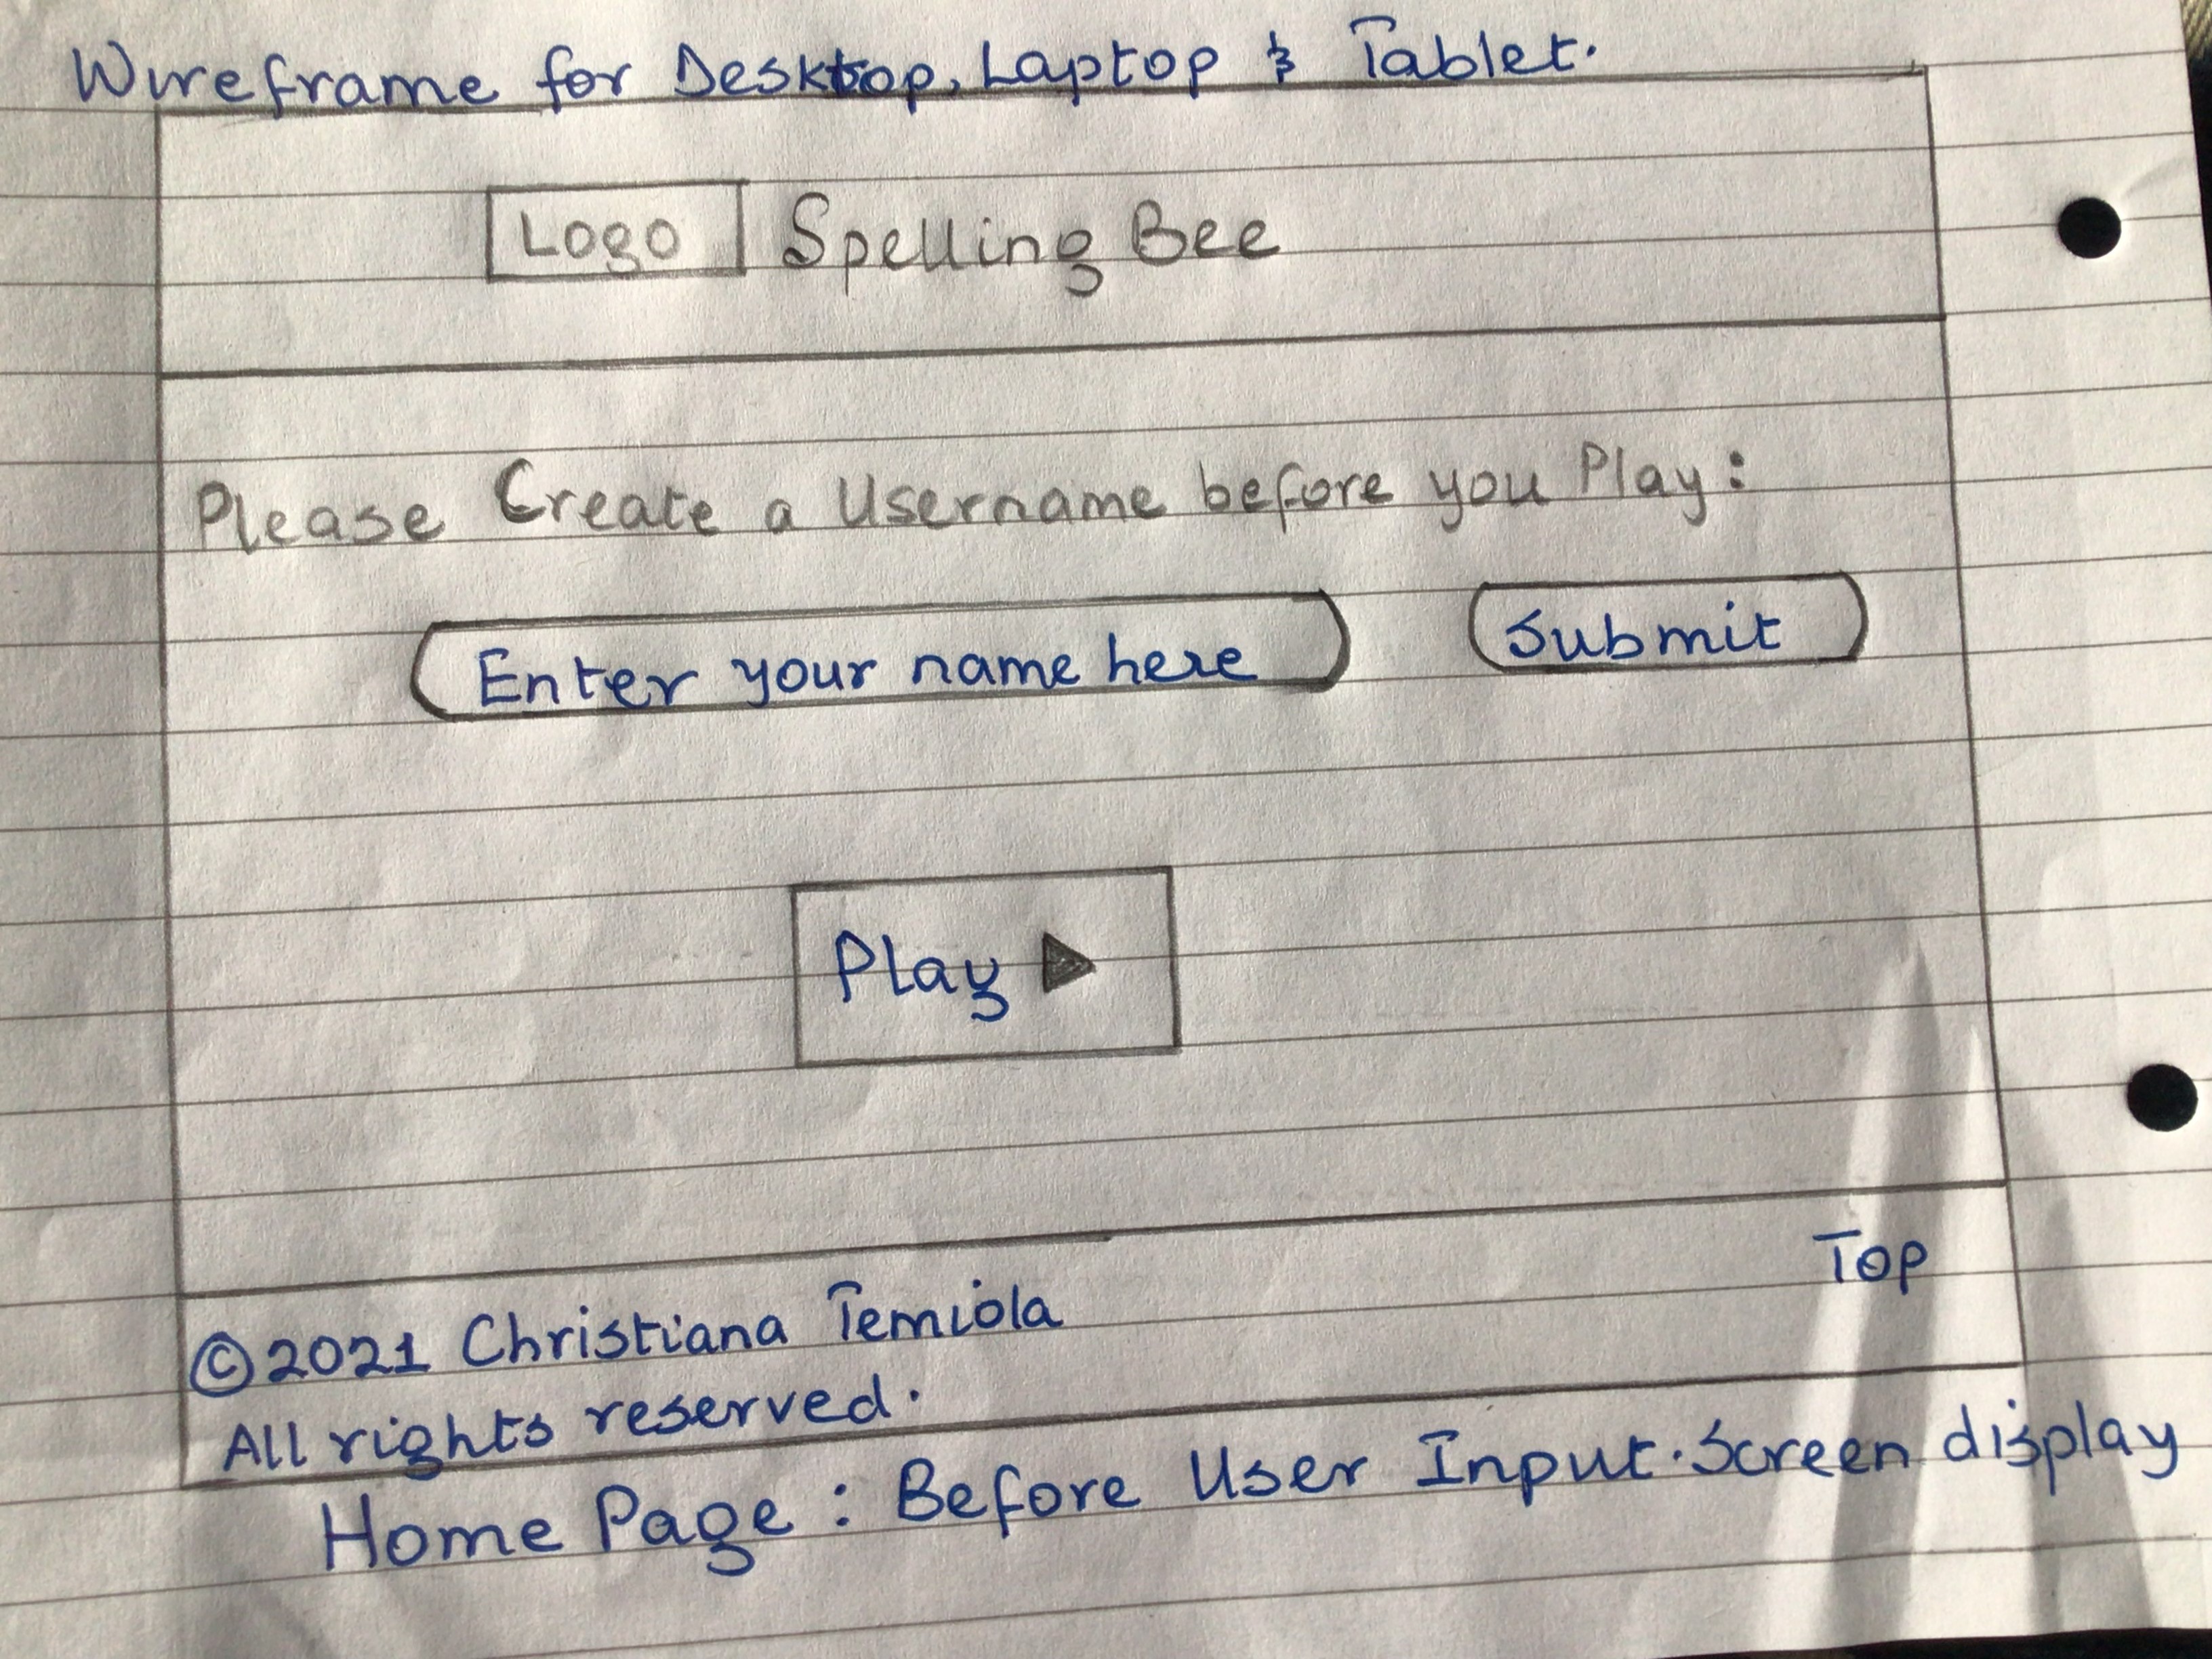 Wireframe for Desktop, Laptop & Tablet.
Logo Spelling Bee
Please Create a Username before you Play:
Enter your name here Submit
Play ▶
Top
©2021 Christiana Temiola
All rights reserved.
Home Page : Before User Input. Screen display